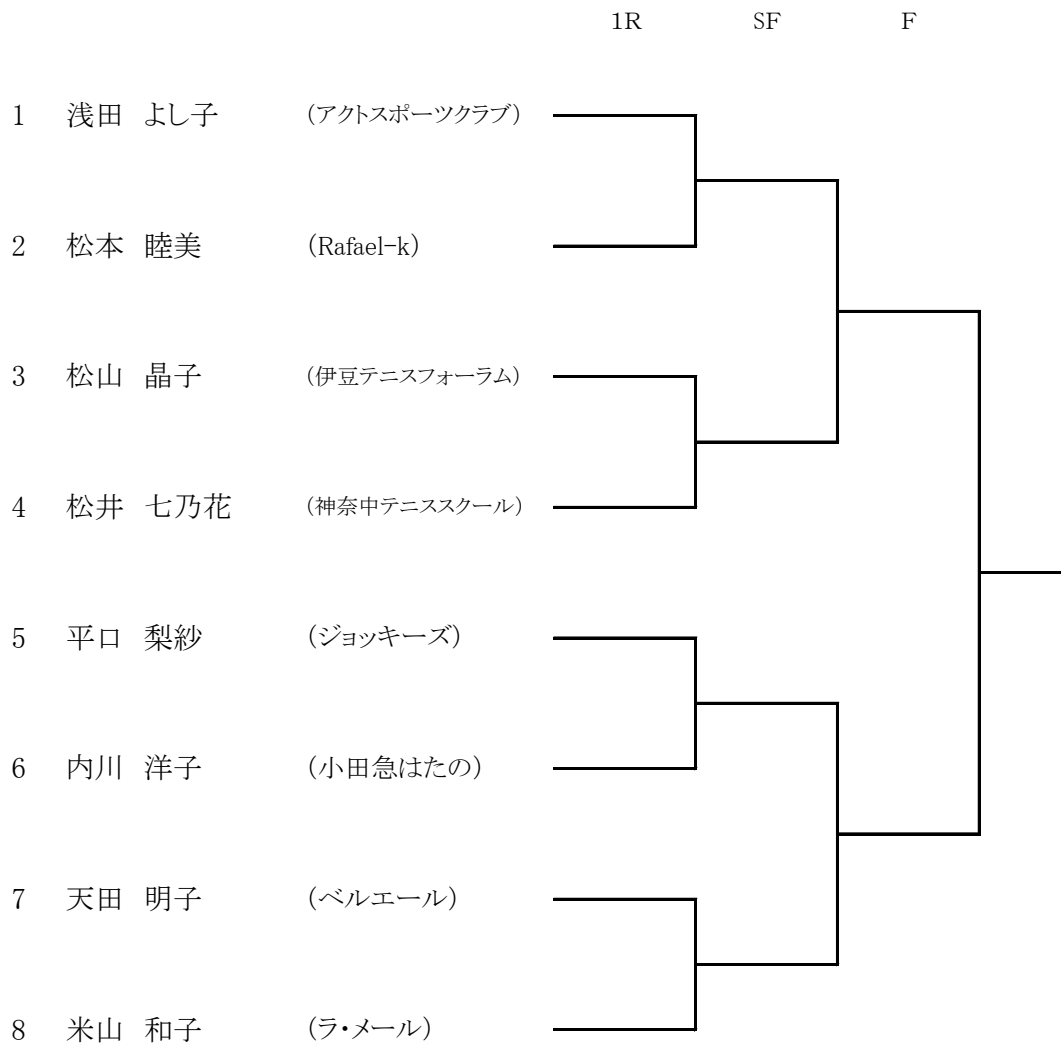 1R SF F
1 浅田 よし子 (アクトスポーツクラブ)
2 松本 睦美 (Rafael-k)
3 松山 晶子 (伊豆テニスフォーラム)
4 松井 七乃花 (神奈中テニススクール)
5 平口 梨紗 (ジョッキーズ)
6 内川 洋子 (小田急はたの)
7 天田 明子 (ベルエール)
8 米山 和子 (ラ・メール)